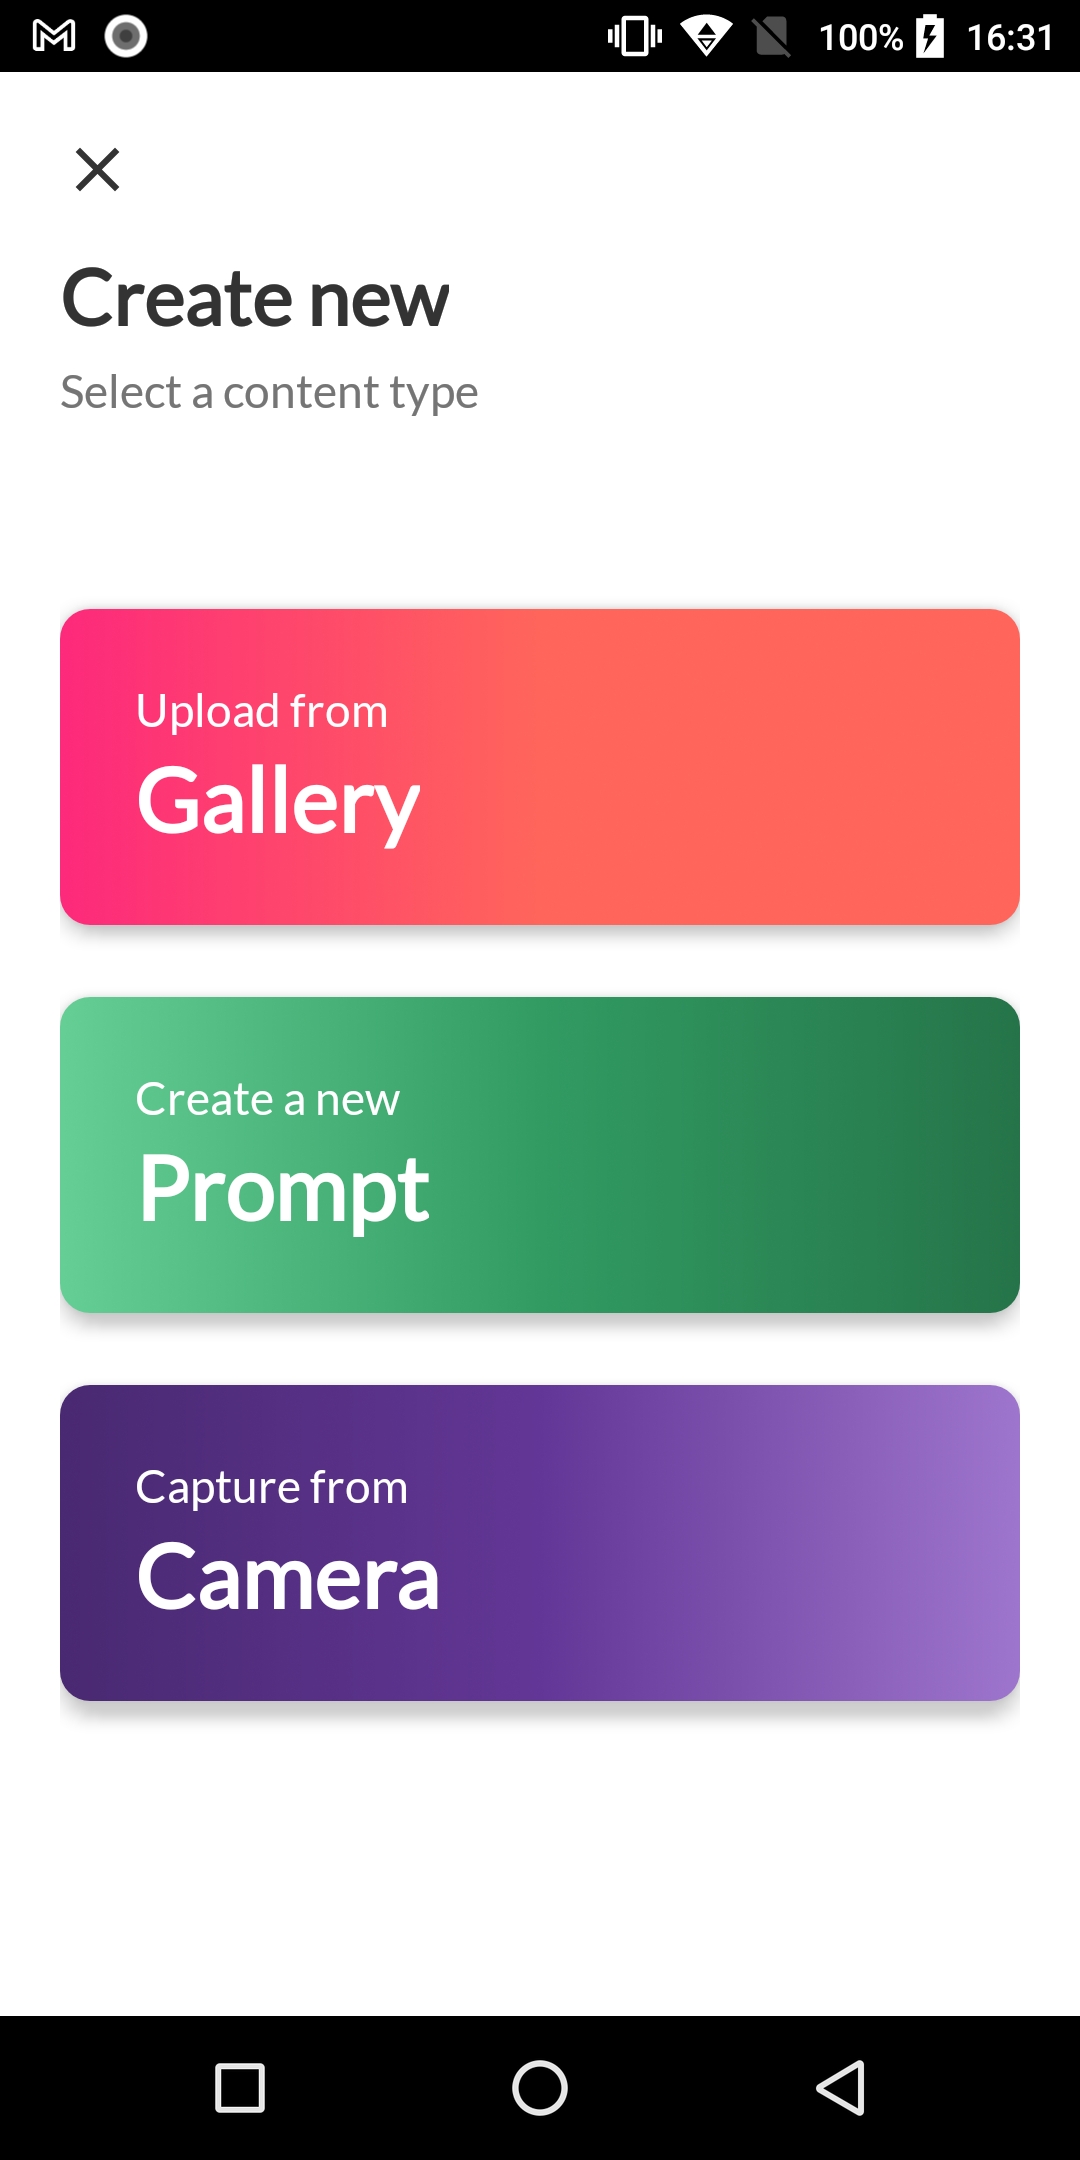 100% 16:31
Create new
Select a content type
Upload from
Gallery
Create a new
Prompt
Capture from
Camera